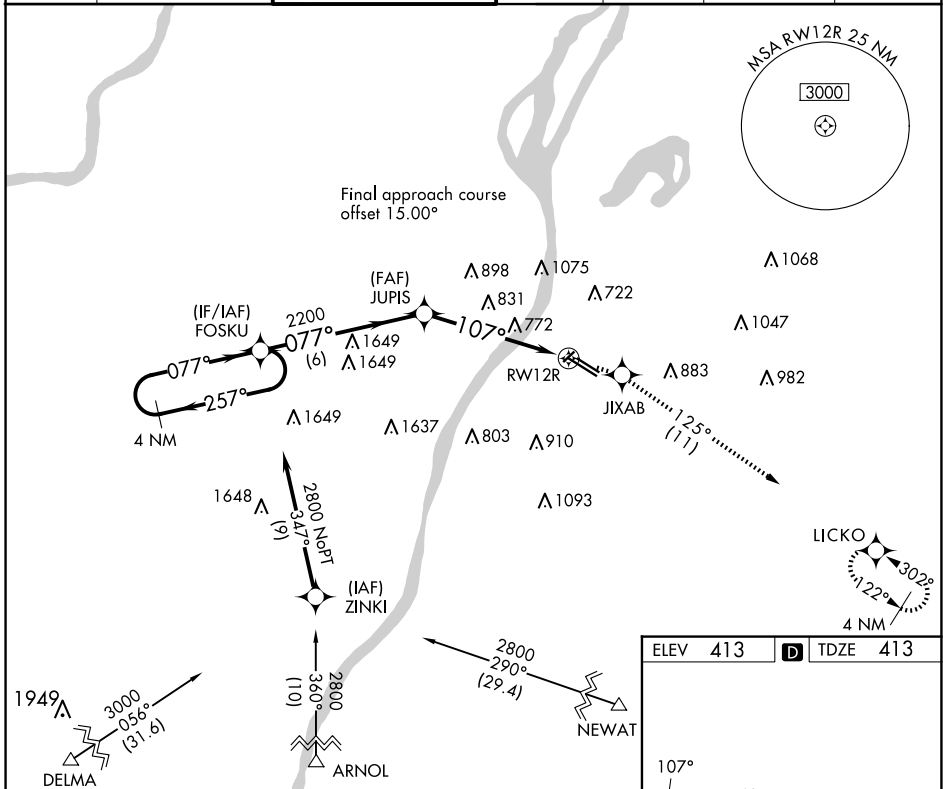 MSA RW12R 25 NM
3000
Final approach course
offset 15.00°
1068
898
1075
(FAF)
JUPIS
831
722
(IF/IAF)
FOSKU
2200
077°
(6)
107°
772
1047
1649
1649
RW12R
077°
257°
883
982
JIXAB
4 NM
1649
1637
803
910
125°
(11)
1648
2800 NoPT
347°
(9)
1093
LICKO
302°
122°
4 NM
(IAF)
ZINKI
2800
290°
(29.4)
NEWAT
2800
360°
(10)
ARNOL
1949
3000
056°
(31.6)
DELMA
ELEV 413 D TDZE 413
107°